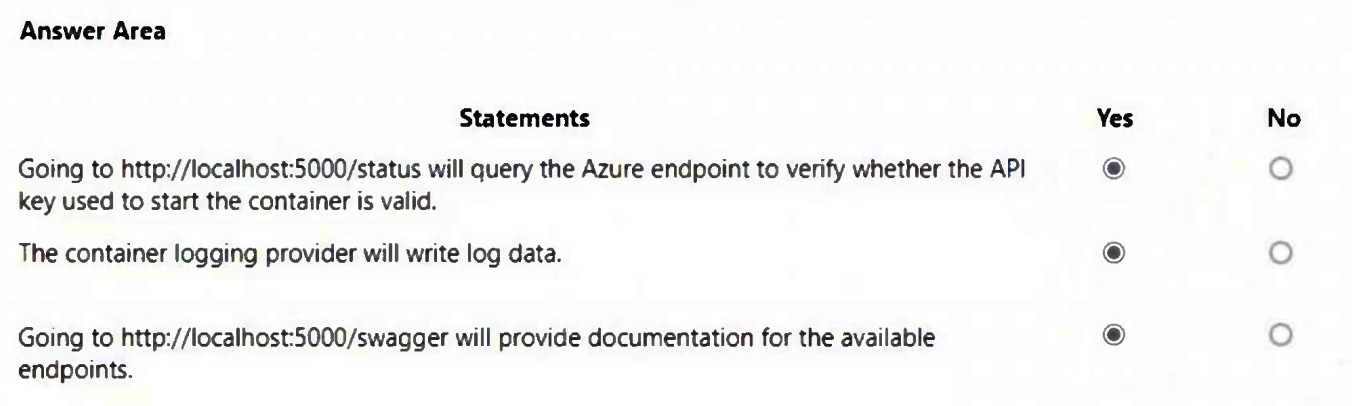 Answer Area
Statements Yes No
Going to http://localhost:5000/status will query the Azure endpoint to verify whether the API
key used to start the container is valid.
The container logging provider will write log data.
Going to http://localhost:5000/swagger will provide documentation for the available
endpoints.